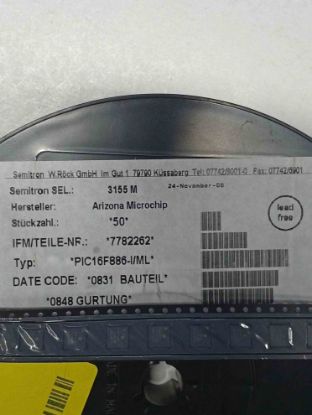 Semitron W.Röck GmbH Im Gut 1 79790 Küssaberg Tel: 07742/8001-0 Fax: 07742/6901
Semitron SEL.: 3155 M 24-November-08
Hersteller: Arizona Microchip
Stückzahl: *50*
lead
free
IFM/TEILE-NR.: *7782262*
Typ: *PIC16F886-I/ML*
DATE CODE: *0831 BAUTEIL*
*0848 GURTUNG*